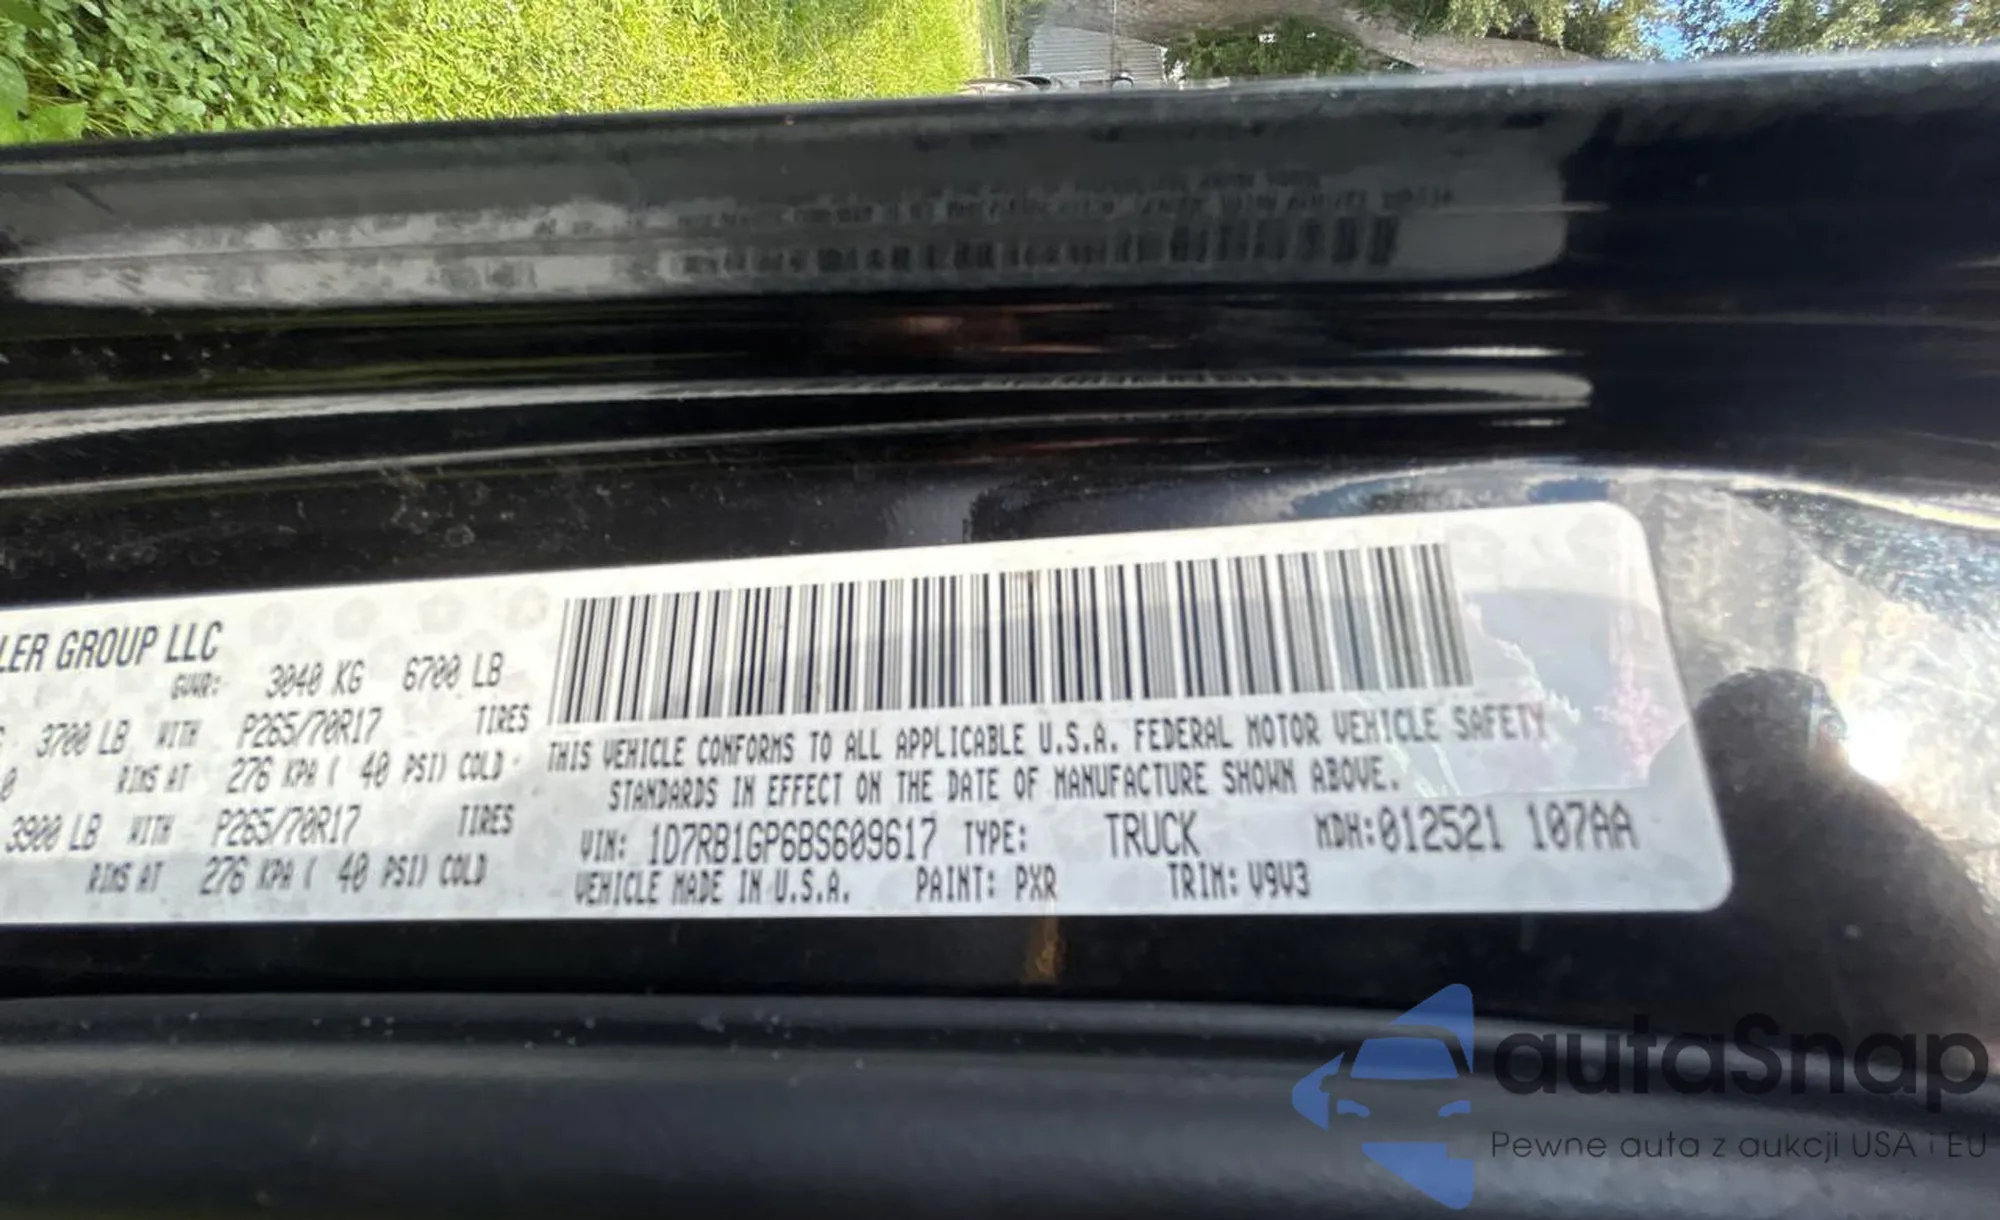 LER GROUP LLC
GVWR: 3040 KG 6700 LB
3700 LB WITH P265/70R17 TIRES
RIMS AT 276 KPA ( 40 PSI) COLD
3900 LB WITH P265/70R17 TIRES
RIMS AT 276 KPA ( 40 PSI) COLD
THIS VEHICLE CONFORMS TO ALL APPLICABLE U.S.A. FEDERAL MOTOR VEHICLE SAFETY
STANDARDS IN EFFECT ON THE DATE OF MANUFACTURE SHOWN ABOVE.
VIN: 1D7RB1GP6BS609617 TYPE: TRUCK MDH:012521 107AA
VEHICLE MADE IN U.S.A. PAINT: PXR TRIM: V9V3
autaSnap
Pewne auta z aukcji USA i EU